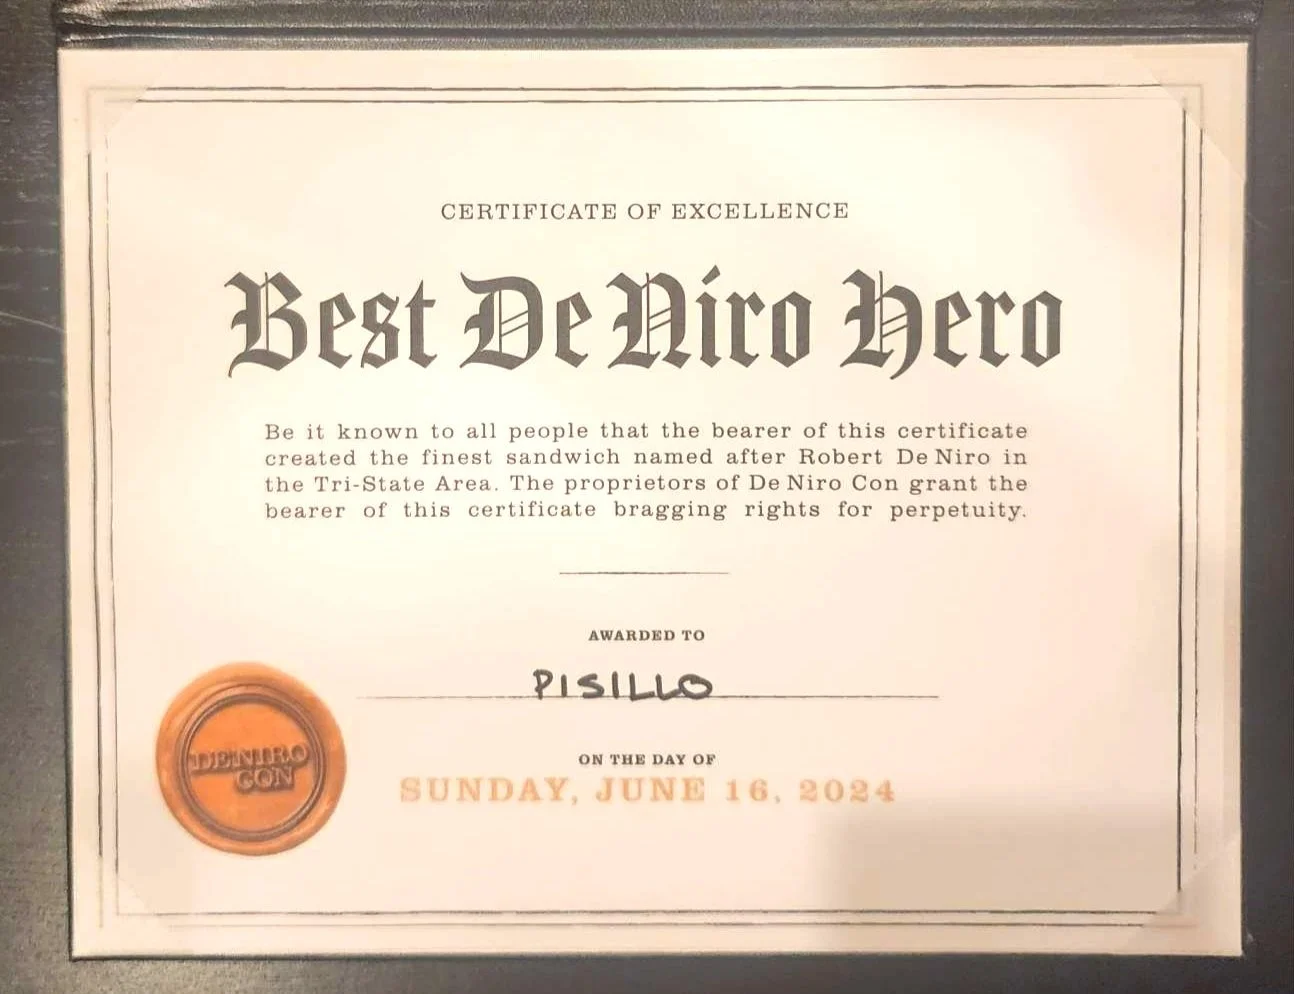 CERTIFICATE OF EXCELLENCE
Best De Niro Hero
Be it known to all people that the bearer of this certificate
created the finest sandwich named after Robert De Niro in
the Tri-State Area. The proprietors of De Niro Con grant the
bearer of this certificate bragging rights for perpetuity.
AWARDED TO
PISILLO
ON THE DAY OF
SUNDAY, JUNE 16, 2024
DE NIRO
CON